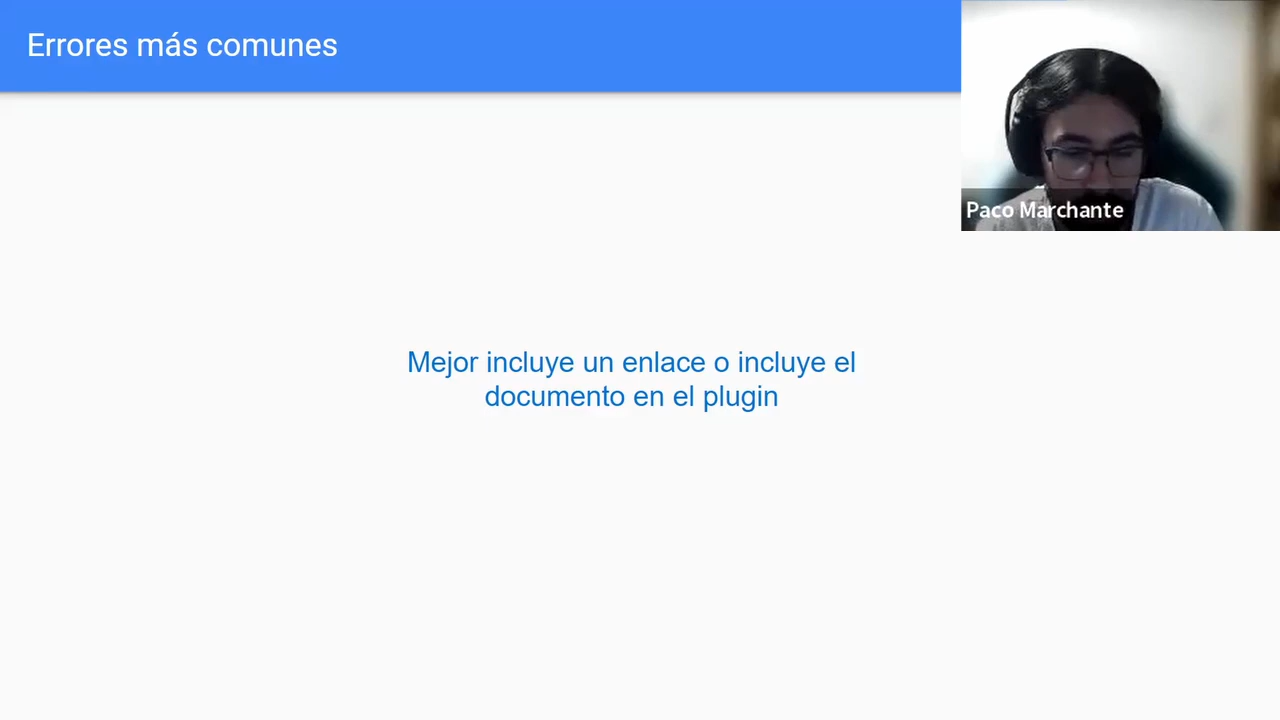 Errores más comunes
Paco Marchante
Mejor incluye un enlace o incluye el
documento en el plugin